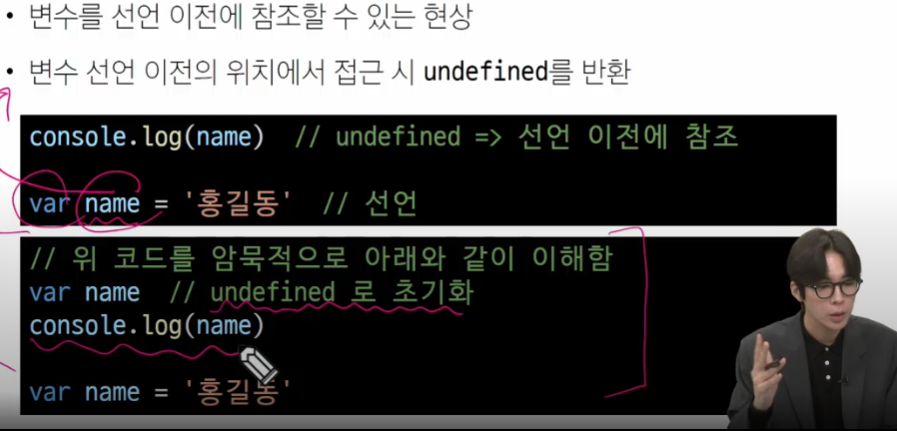 • 변수를 선언 이전에 참조할 수 있는 현상
• 변수 선언 이전의 위치에서 접근 시 undefined를 반환
console.log(name) // undefined => 선언 이전에 참조
var name = '홍길동' // 선언
// 위 코드를 암묵적으로 아래와 같이 이해함
var name // undefined 로 초기화
console.log(name)
var name = '홍길동'